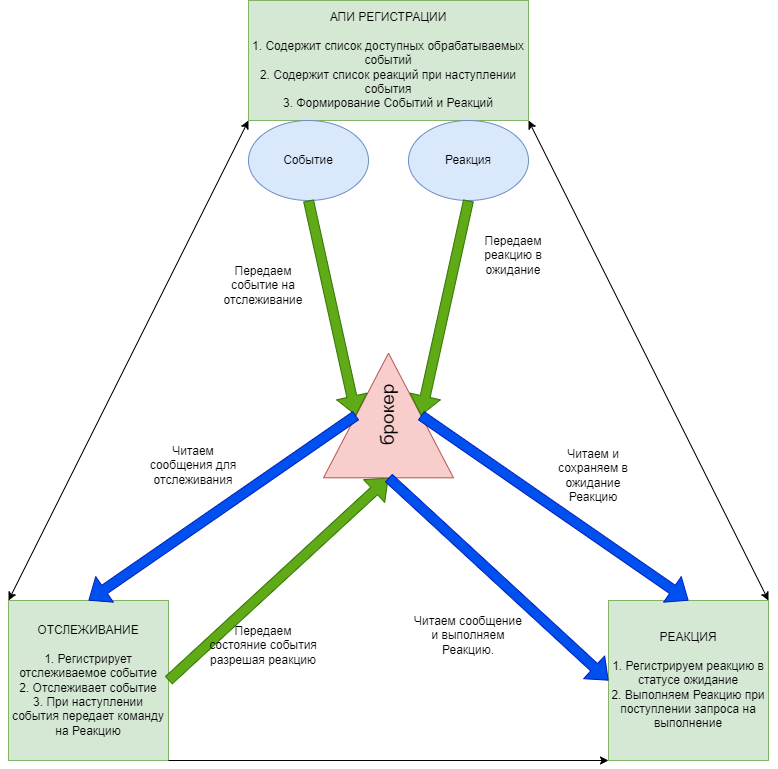 АПИ РЕГИСТРАЦИИ
1. Содержит список доступных обрабатываемых
событий
2. Содержит список реакций при наступлении
события
3. Формирование Событий и Реакций
Событие
Реакция
Передаем
событие на
отслеживание
Передаем
реакцию в
ожидание
брокер
Читаем
сообщения для
отслеживания
Читаем и
сохраняем в
ожидание
Реакцию
Передаем
состояние события
разрешая реакцию
Читаем сообщение
и выполняем
Реакцию.
ОТСЛЕЖИВАНИЕ
1. Регистрирует
отслеживаемое событие
2. Отслеживает событие
3. При наступлении
события передает команду
на Реакцию
РЕАКЦИЯ
1. Регистрируем реакцию в
статусе ожидание
2. Выполняем Реакцию при
поступлении запроса на
выполнение